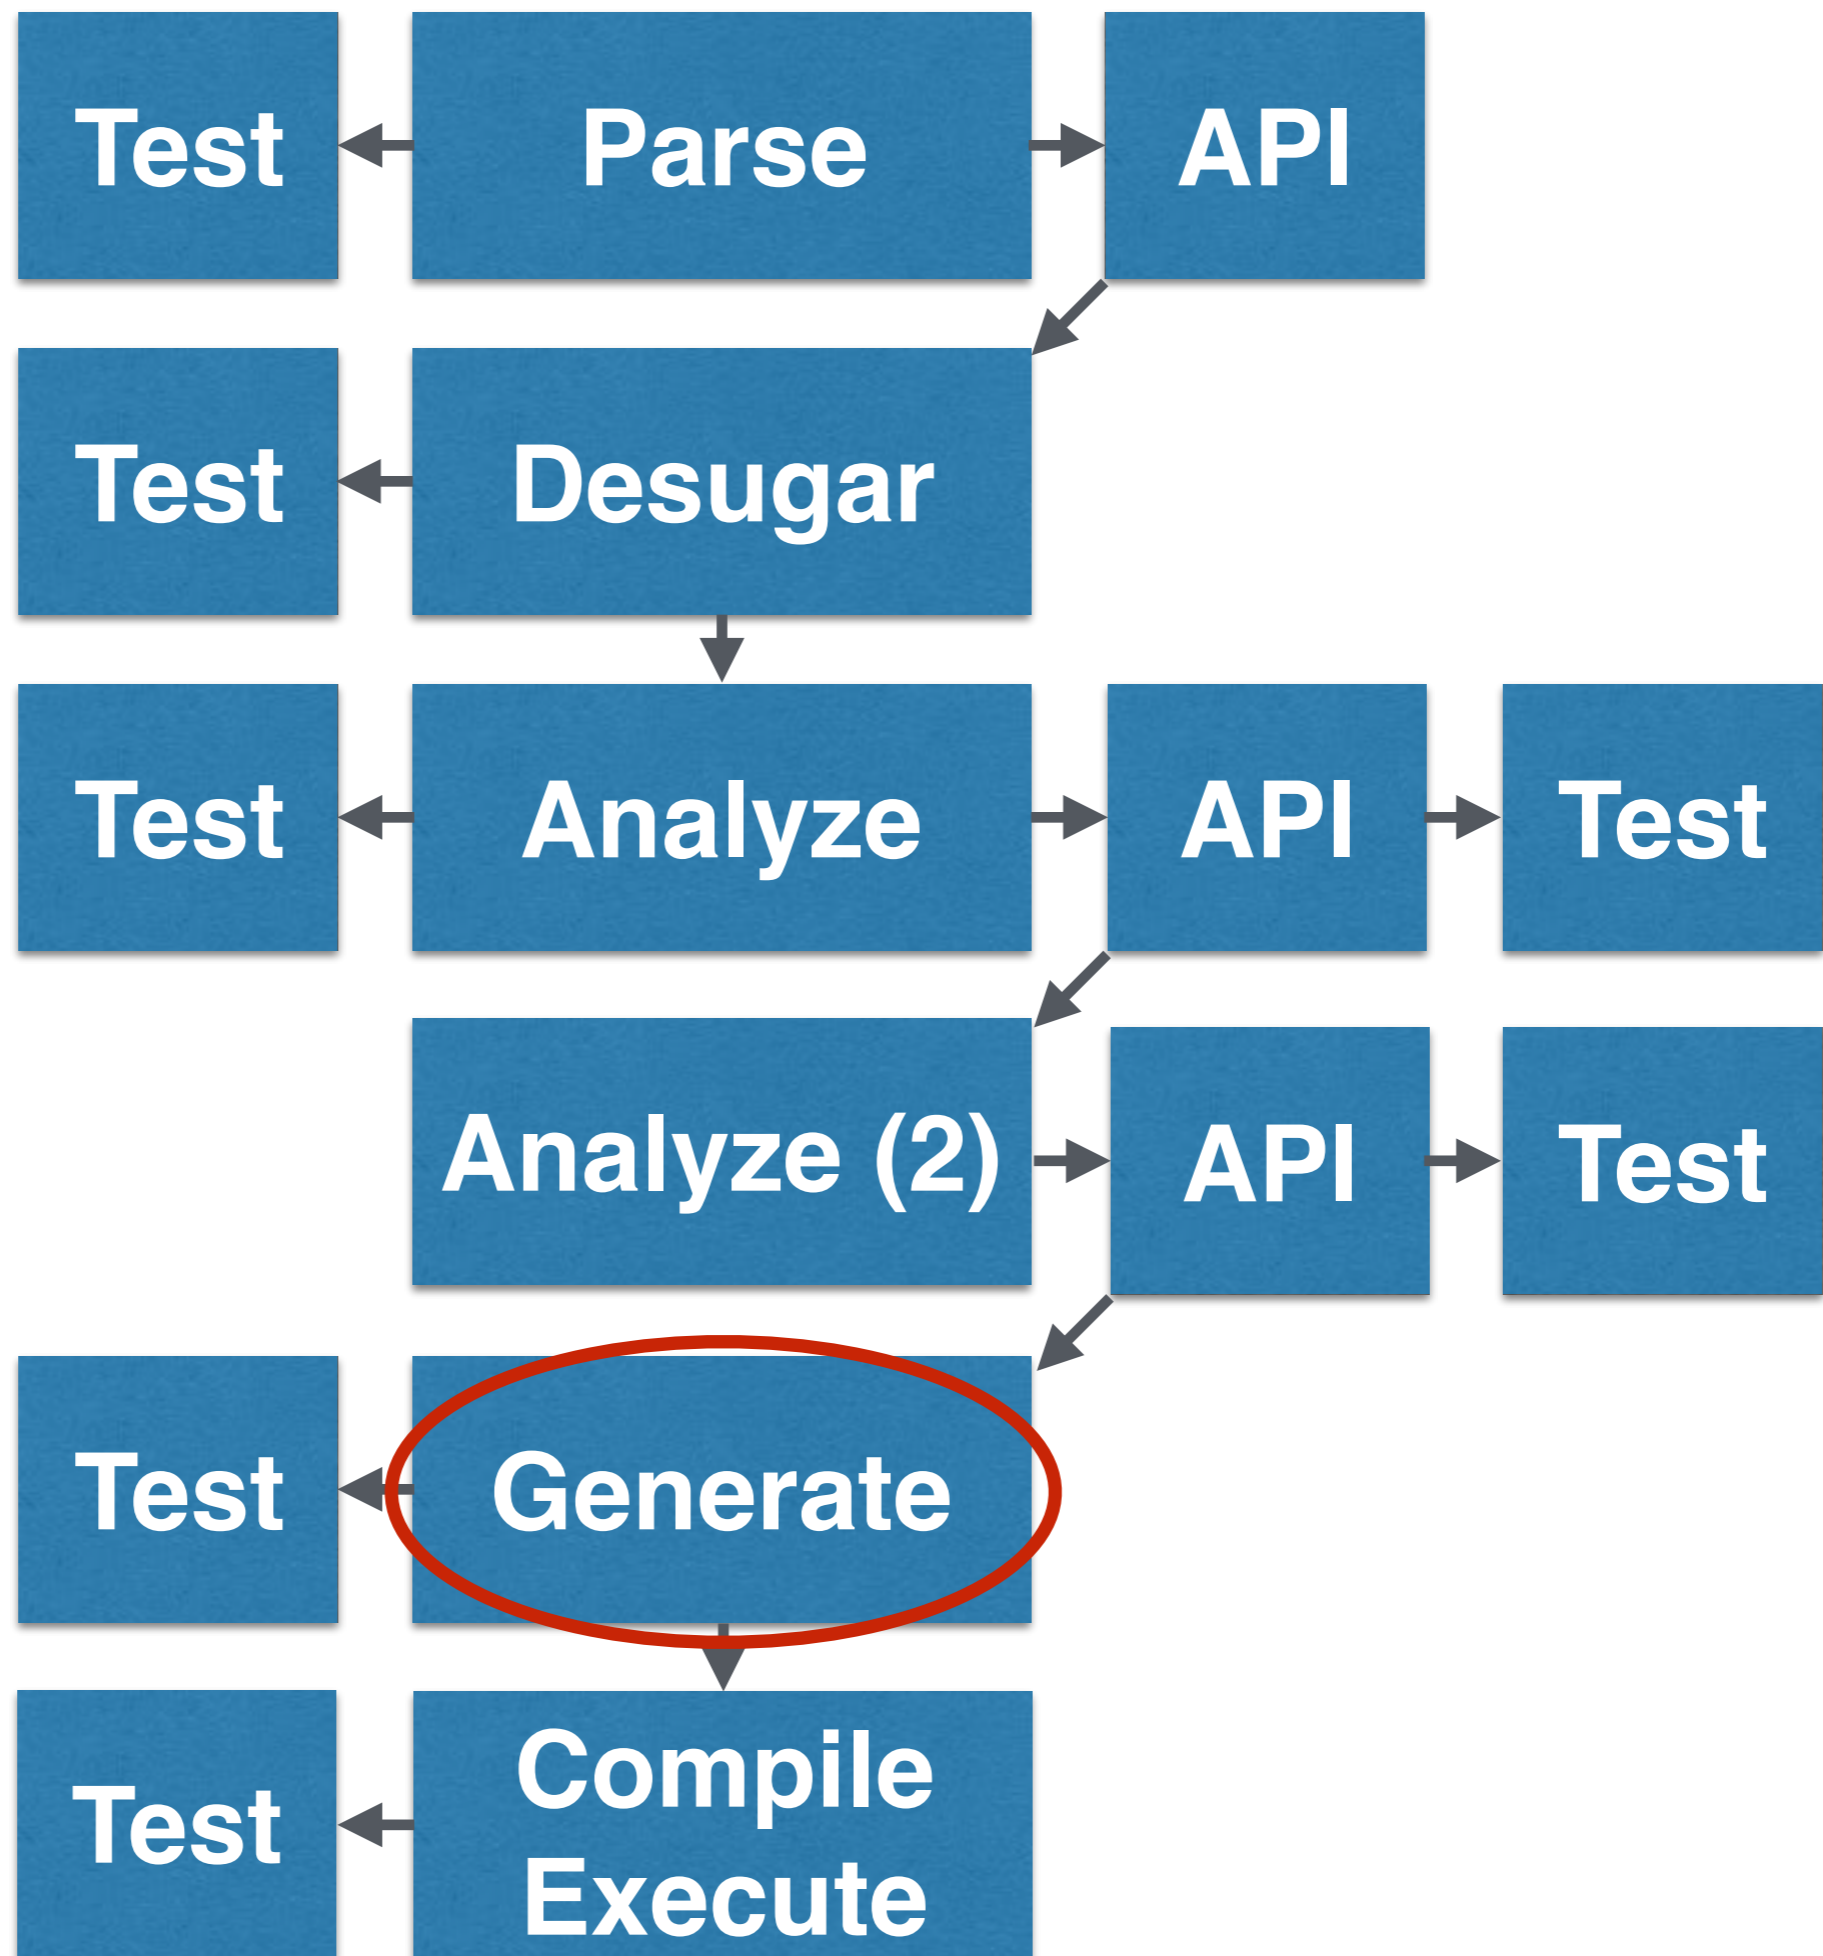 Test
Parse
API
Test
Desugar
Test
Analyze
API
Test
Analyze (2)
API
Test
Test
Generate
Test
Compile
Execute